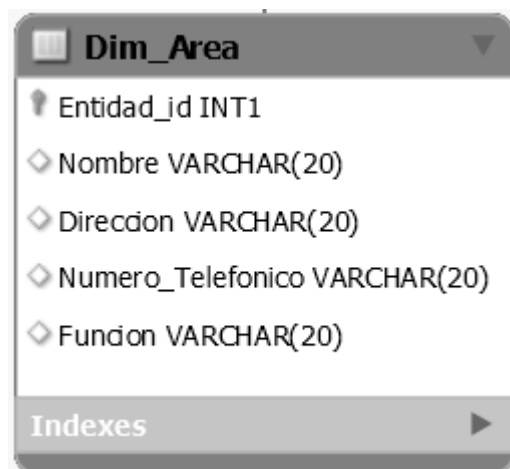 Dim_Area
Entidad_id INT1
Nombre VARCHAR(20)
Direccion VARCHAR(20)
Numero_Telefonico VARCHAR(20)
Funcion VARCHAR(20)
Indexes